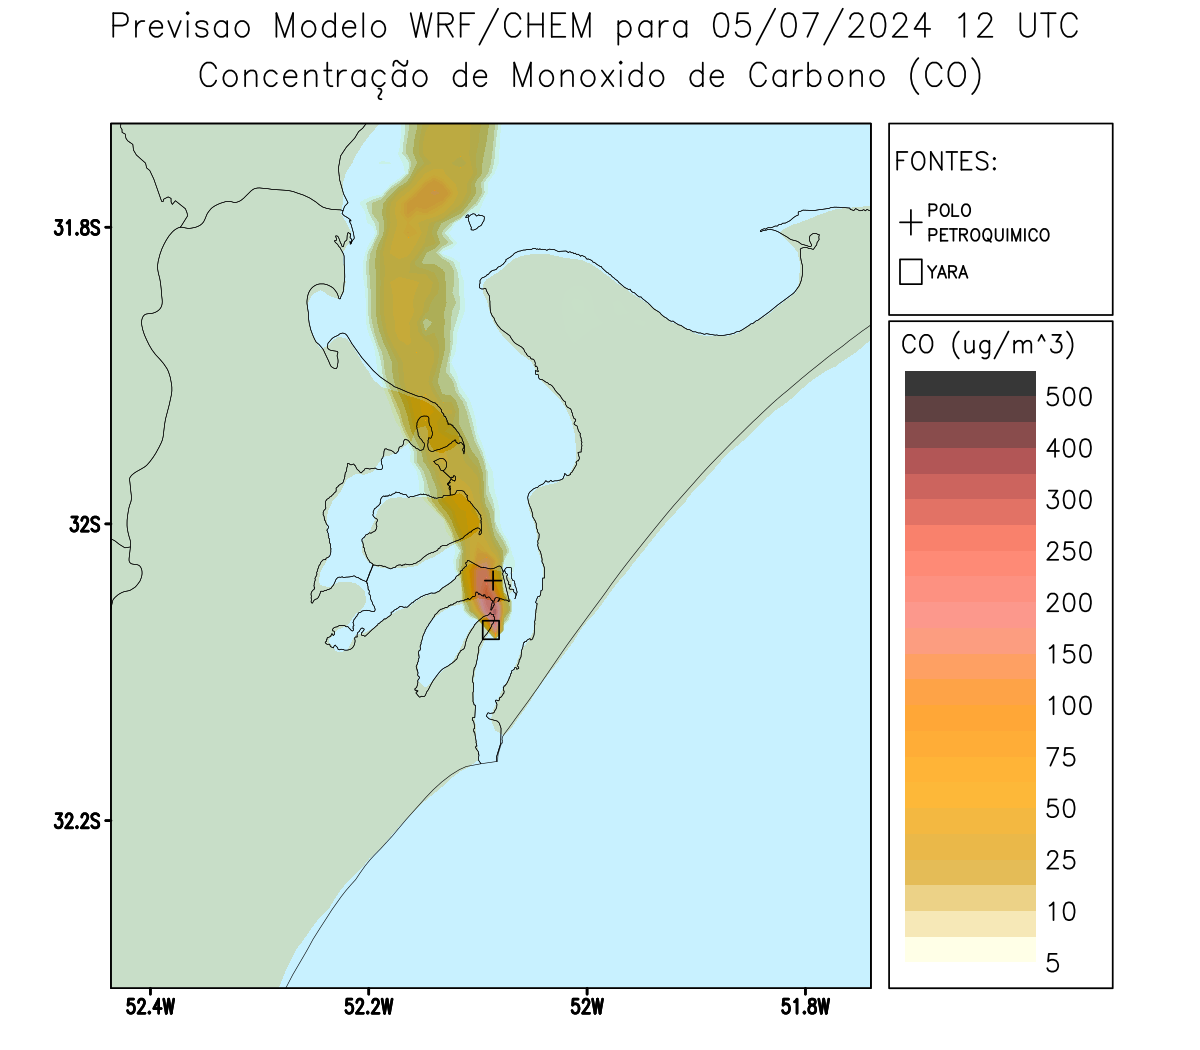 Previsao Modelo WRF/CHEM para 05/07/2024 12 UTC
Concentração de Monoxido de Carbono (CO)
FONTES:
POLO
PETROQUIMICO
YARA
CO (ug/m^3)
500
400
300
250
200
150
100
75
50
25
10
5
31.8S
32S
32.2S
52.4W
52.2W
52W
51.8W